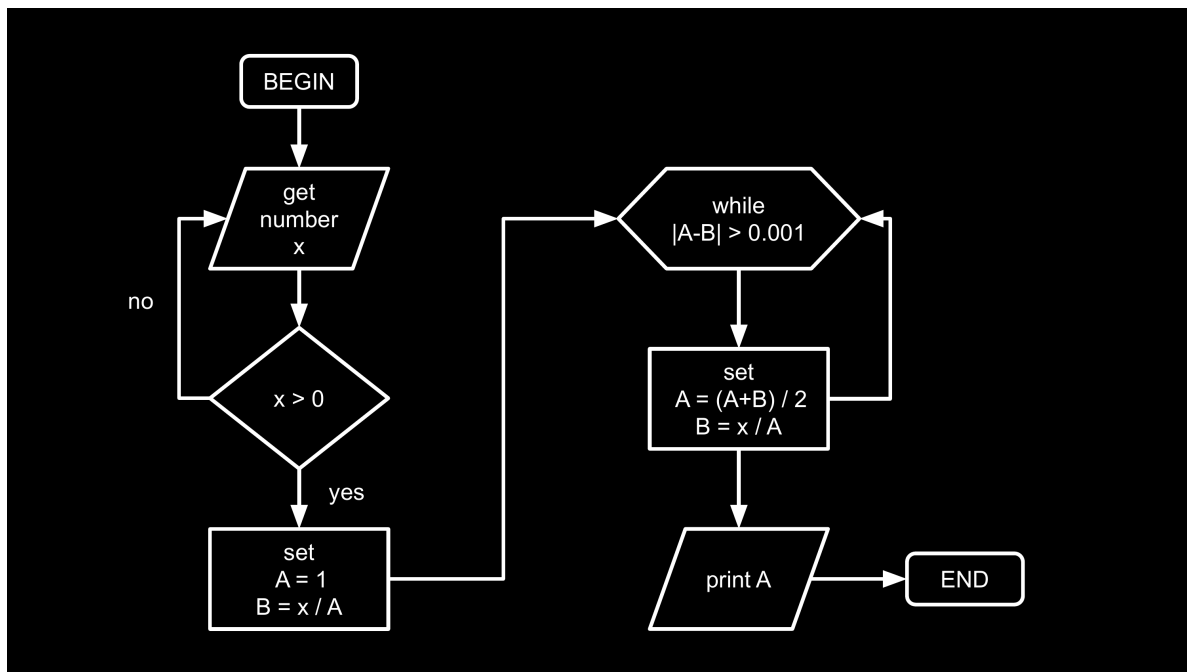 BEGIN
get
number
x
no
x > 0
yes
set
A = 1
B = x / A
while
|A-B| > 0.001
set
A = (A+B) / 2
B = x / A
print A
END